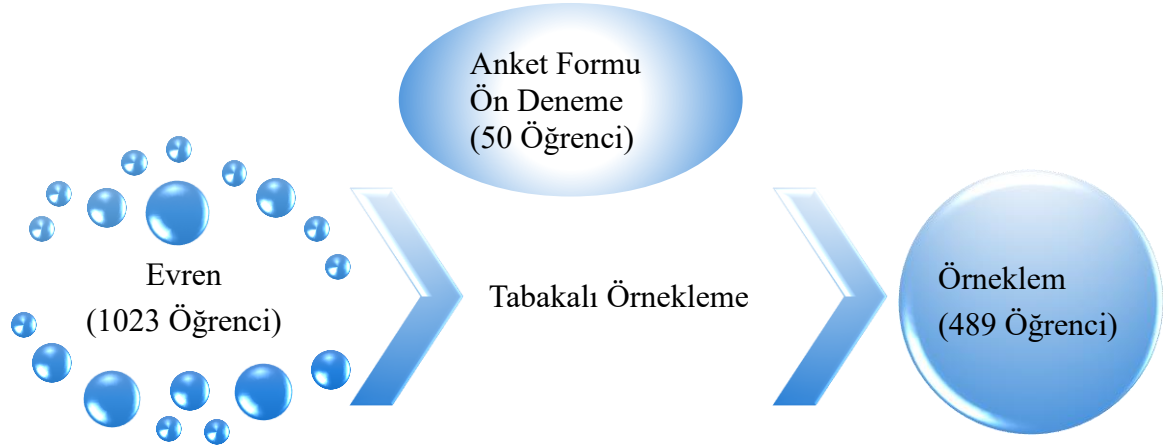 Anket Formu
Ön Deneme
(50 Öğrenci)
Evren
(1023 Öğrenci)
Tabakalı Örnekleme
Örneklem
(489 Öğrenci)